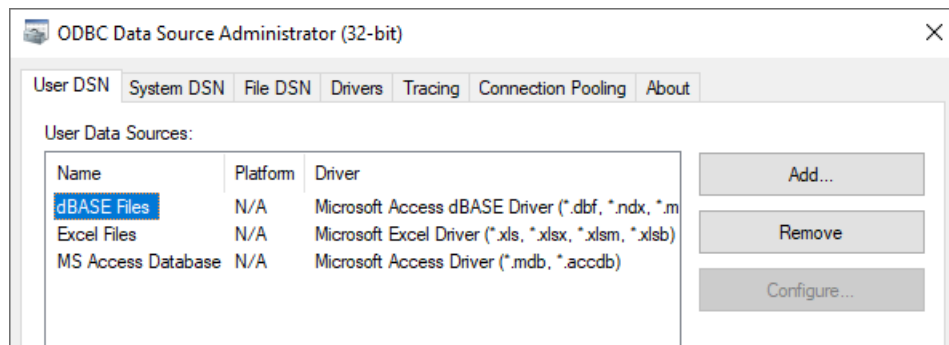 ODBC Data Source Administrator (32-bit)
User DSN System DSN File DSN Drivers Tracing Connection Pooling About
User Data Sources:
Name Platform Driver
dBASE Files N/A Microsoft Access dBASE Driver (*.dbf, *.ndx, *.m
Excel Files N/A Microsoft Excel Driver (*.xls, *.xlsx, *.xlsm, *.xlsb)
MS Access Database N/A Microsoft Access Driver (*.mdb, *.accdb)
Add...
Remove
Configure...